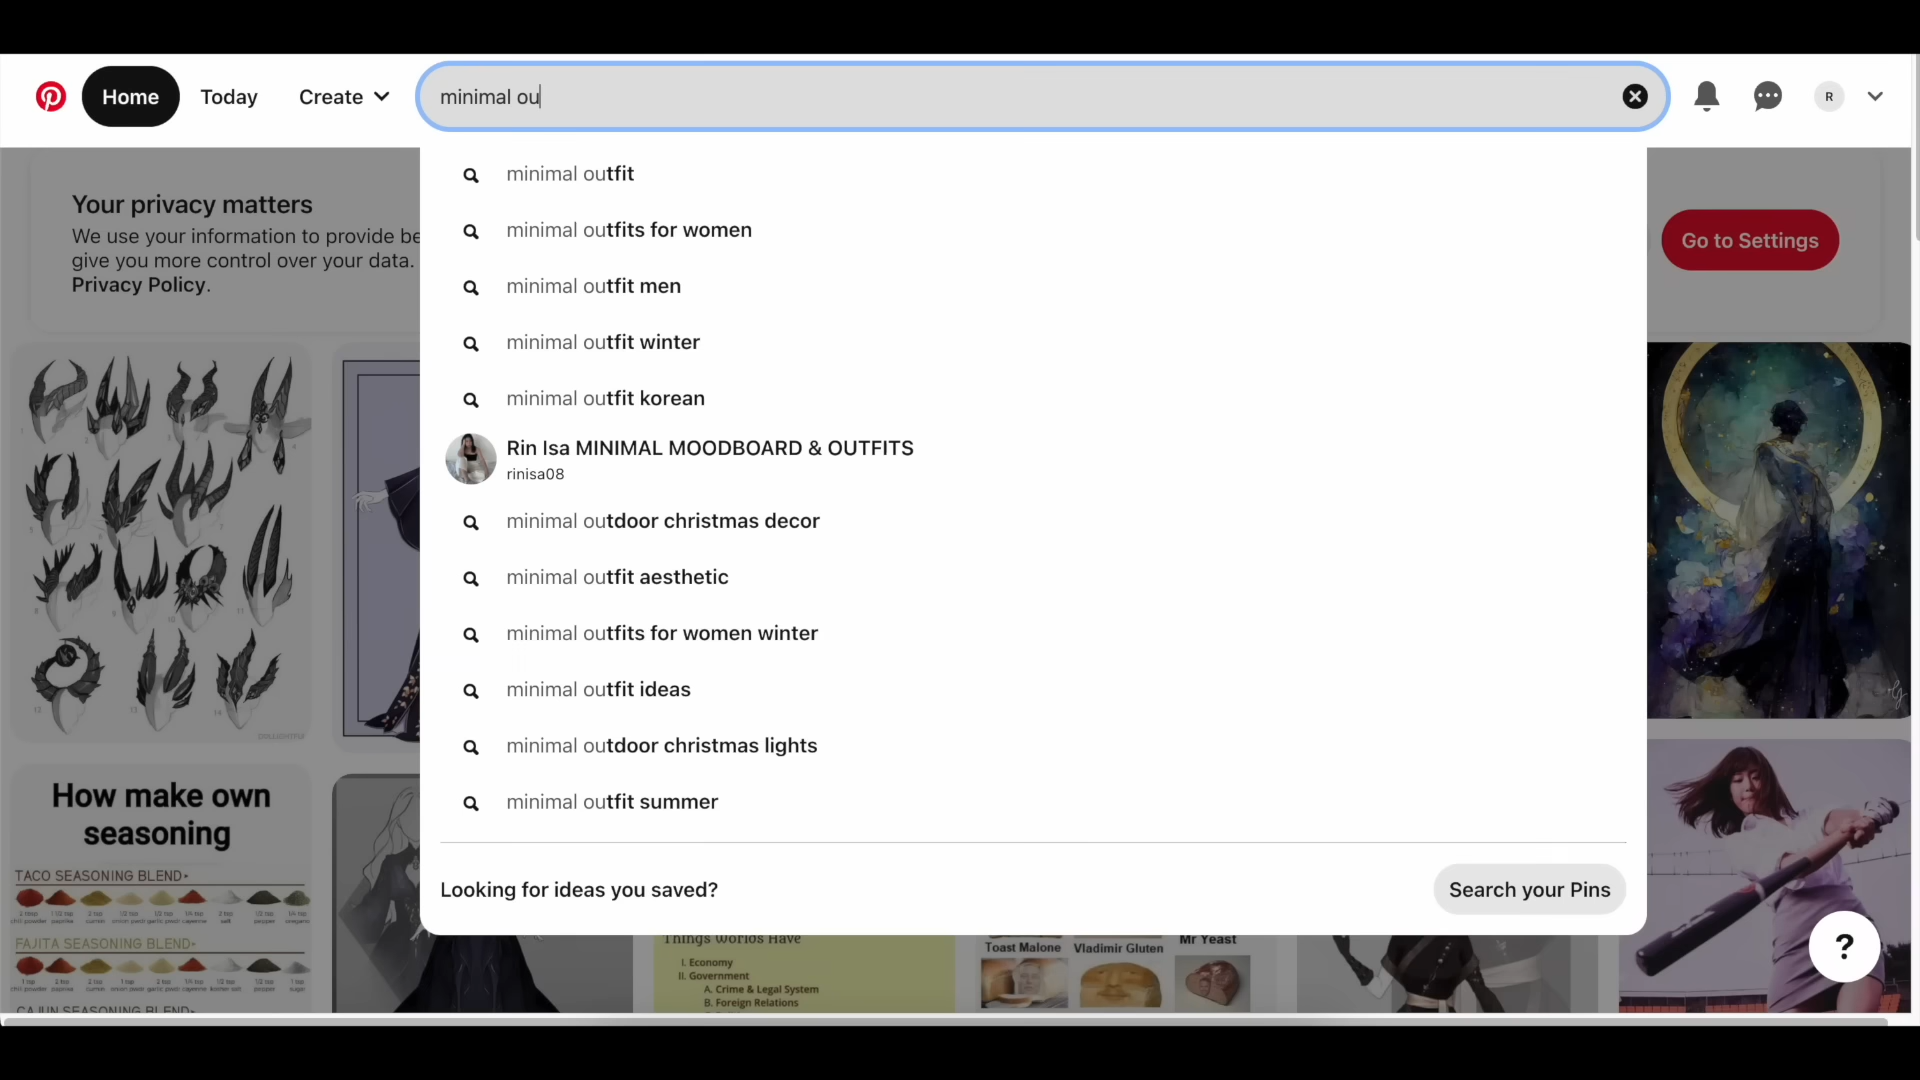 Home
Today
Create
minimal ou
R
minimal outfit
minimal outfits for women
minimal outfit men
minimal outfit winter
minimal outfit korean
Rin Isa MINIMAL MOODBOARD & OUTFITS
rinisa08
minimal outdoor christmas decor
minimal outfit aesthetic
minimal outfits for women winter
minimal outfit ideas
minimal outdoor christmas lights
minimal outfit summer
Looking for ideas you saved?
Search your Pins
Your privacy matters
We use your information to provide be
give you more control over your data.
Privacy Policy.
Go to Settings
How make own
seasoning
TACO SEASONING BLEND
FAJITA SEASONING BLEND
CAJUN SEASONING BLEND
Things Worlds Have
I. Economy
II. Government
A. Crime & Legal System
B. Foreign Relations
Toast Malone
Vladimir Gluten
Mr Yeast
?